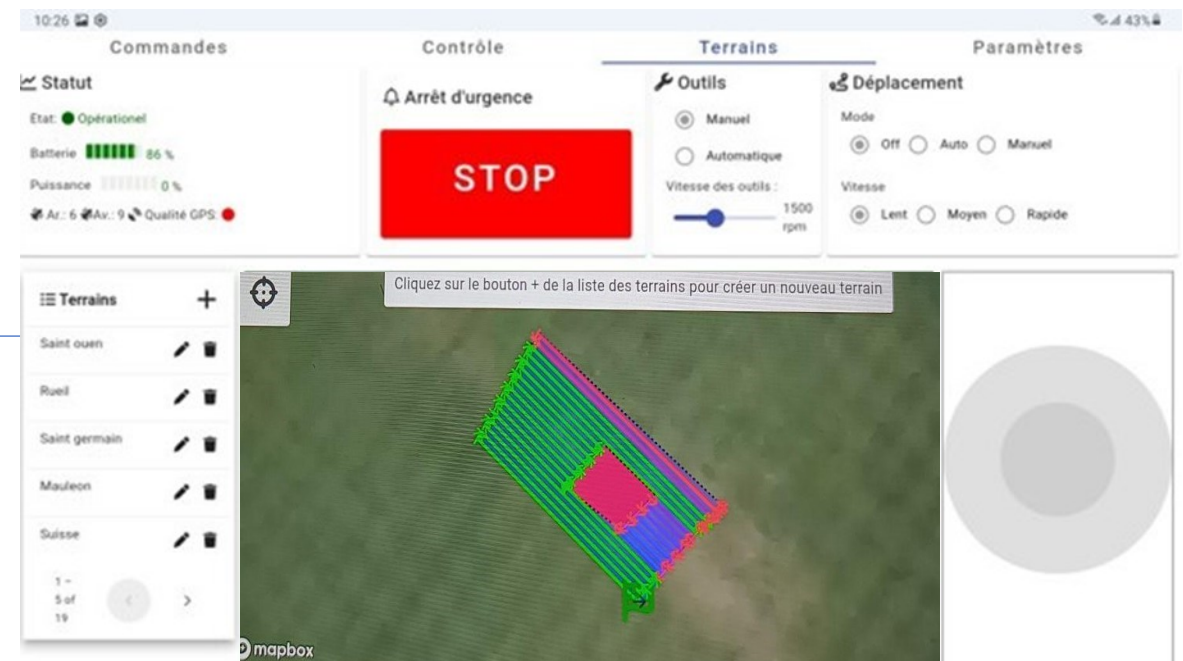 10:26
43%
Commandes
Contrôle
Terrains
Paramètres
Statut
Etat: Opérationel
Batterie 86 %
Puissance 0 %
Ar.: 6 Av.: 9 Qualité GPS:
Arrêt d'urgence
STOP
Outils
Manuel
Automatique
Vitesse des outils :
1500
rpm
Déplacement
Mode
Off Auto Manuel
Vitesse
Lent Moyen Rapide
Terrains +
Saint ouen
Rueil
Saint germain
Mauleon
Suisse
1 –
5 of
19
Cliquez sur le bouton + de la liste des terrains pour créer un nouveau terrain
mapbox